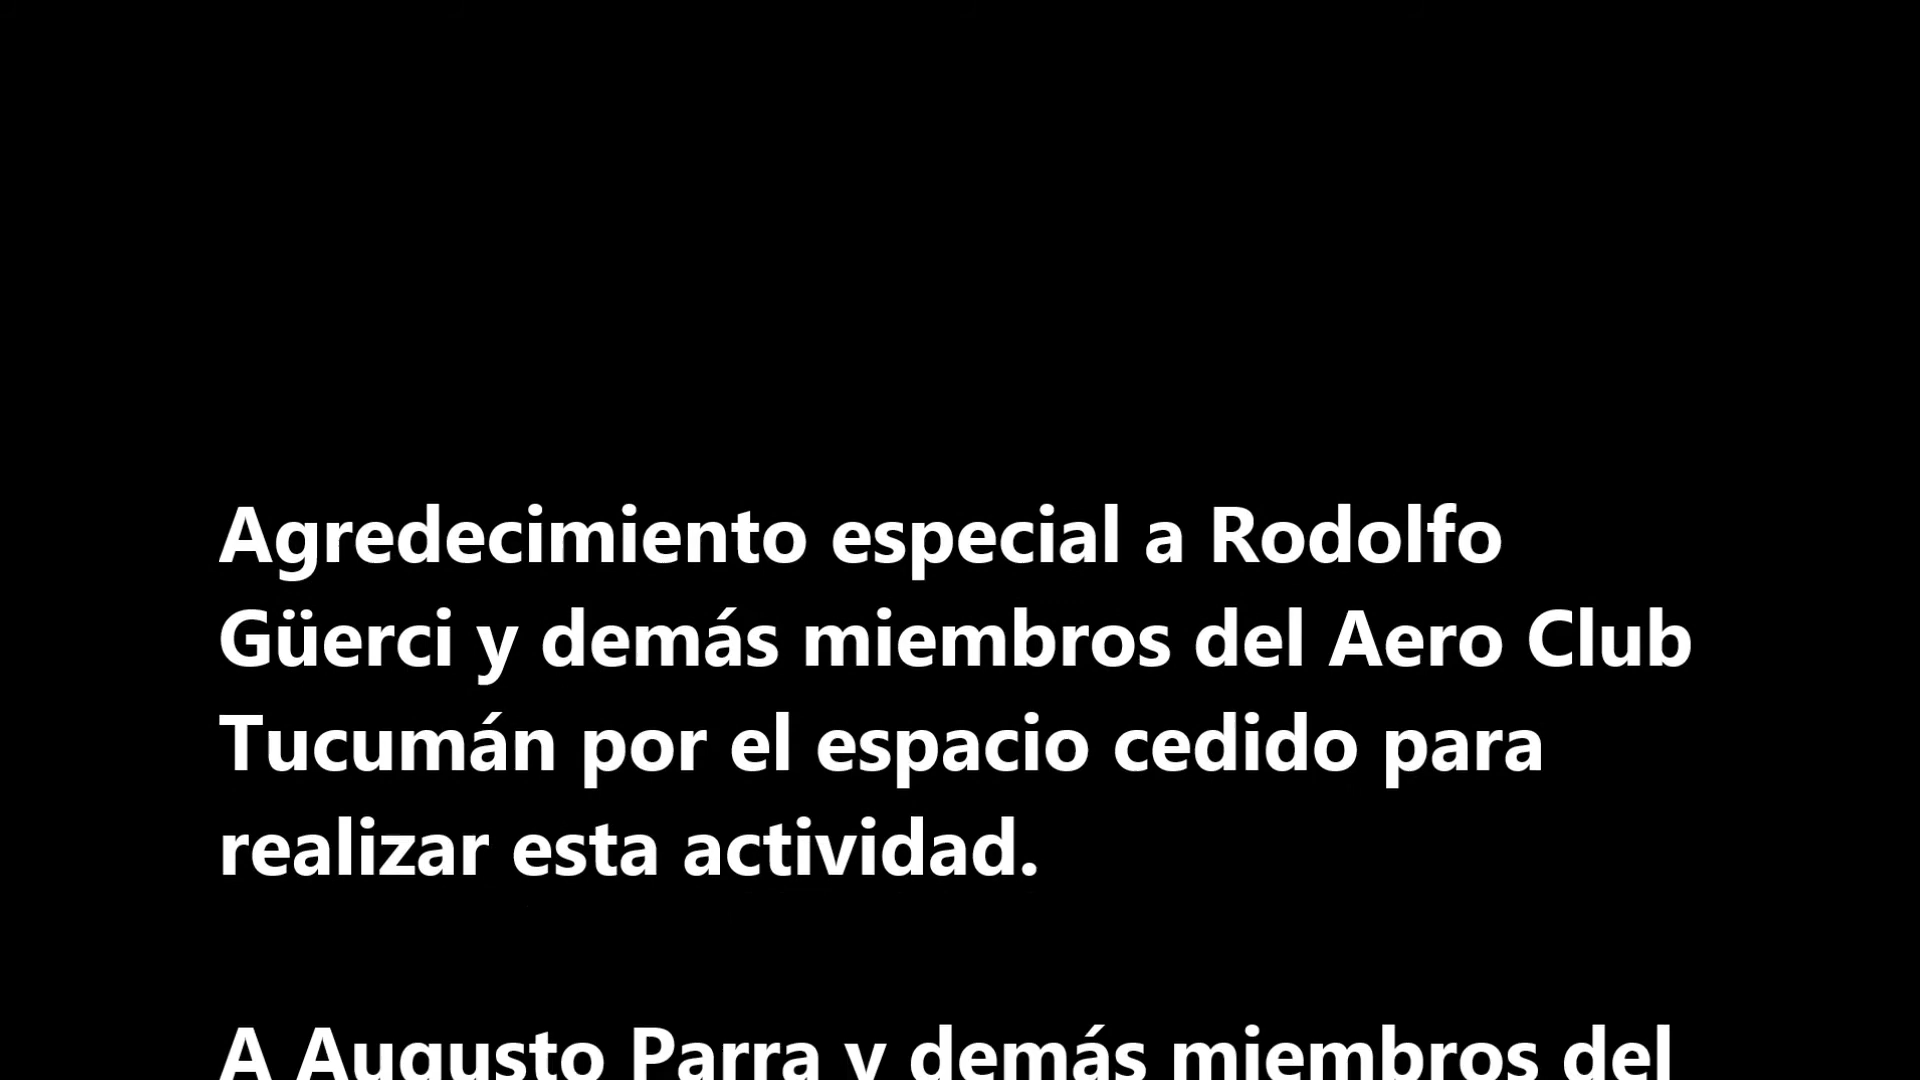 Agredecimiento especial a Rodolfo
Güerci y demás miembros del Aero Club
Tucumán por el espacio cedido para
realizar esta actividad.
A Augusto Parra y demás miembros del